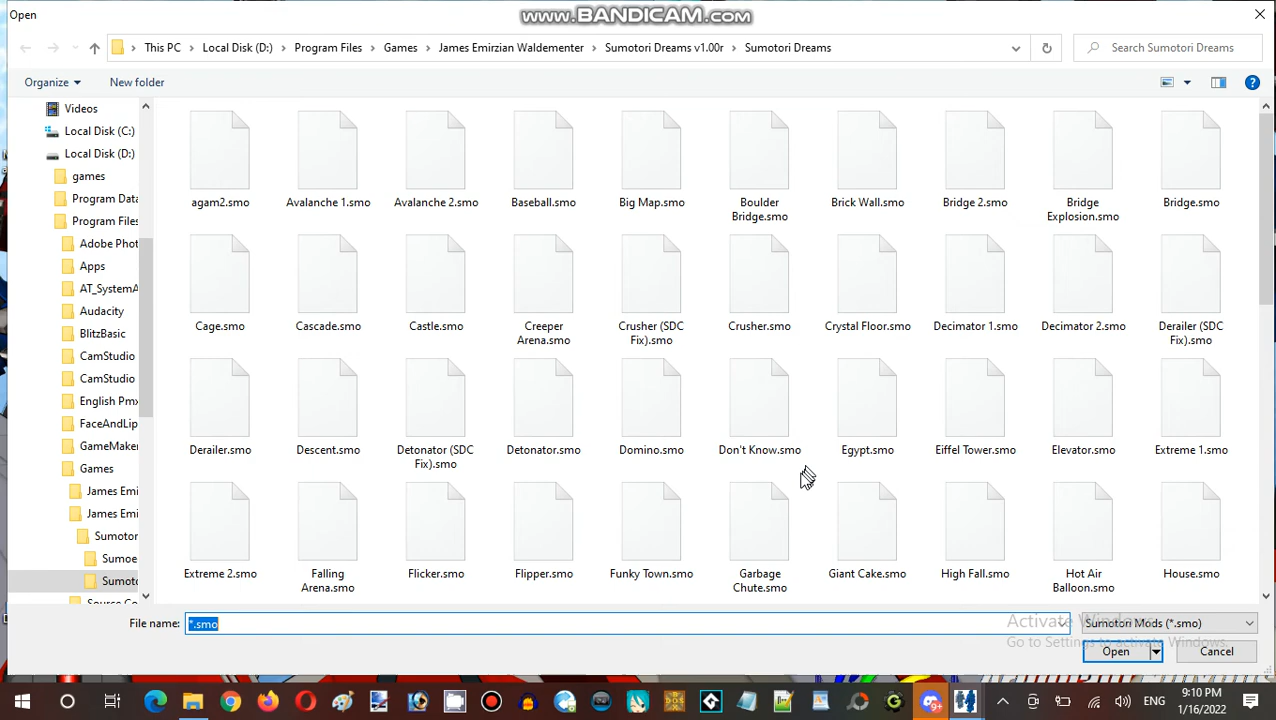 Open
www.BANDICAM.com
This PC > Local Disk (D:) > Program Files > Games > James Emirzian Waldementer > Sumotori Dreams v1.00r > Sumotori Dreams
Search Sumotori Dreams
Organize
New folder
Videos
Local Disk (C:)
Local Disk (D:)
games
Program Data
Program Files
Adobe Phot
Apps
AT_SystemA
Audacity
BlitzBasic
CamStudio
CamStudio
English Pmx
FaceAndLip
GameMaker
Games
James Emi
James Emi
Sumotor
Sumoe
Sumoto
agam2.smo
Avalanche 1.smo
Avalanche 2.smo
Baseball.smo
Big Map.smo
Boulder
Bridge.smo
Brick Wall.smo
Bridge 2.smo
Bridge
Explosion.smo
Bridge.smo
Cage.smo
Cascade.smo
Castle.smo
Creeper
Arena.smo
Crusher (SDC
Fix).smo
Crusher.smo
Crystal Floor.smo
Decimator 1.smo
Decimator 2.smo
Derailer (SDC
Fix).smo
Derailer.smo
Descent.smo
Detonator (SDC
Fix).smo
Detonator.smo
Domino.smo
Don't Know.smo
Egypt.smo
Eiffel Tower.smo
Elevator.smo
Extreme 1.smo
Extreme 2.smo
Falling
Arena.smo
Flicker.smo
Flipper.smo
Funky Town.smo
Garbage
Chute.smo
Giant Cake.smo
High Fall.smo
Hot Air
Balloon.smo
House.smo
File name:
*.smo
Sumotori Mods (*.smo)
Activate Windows
Go to Settings to activate Windows.
Open
Cancel
ENG
9:10 PM
1/16/2022